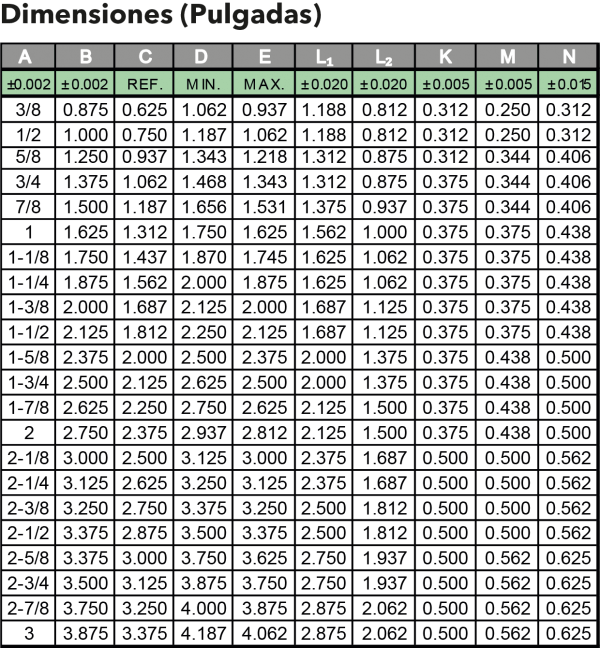 Dimensiones (Pulgadas)
A B C D E L₁ L₂ K M N
±0.002 ±0.002 REF. MIN. MAX. ±0.020 ±0.020 ±0.005 ±0.005 ±0.015
3/8 0.875 0.625 1.062 0.937 1.188 0.812 0.312 0.250 0.312
1/2 1.000 0.750 1.187 1.062 1.188 0.812 0.312 0.250 0.312
5/8 1.250 0.937 1.343 1.218 1.312 0.875 0.312 0.344 0.406
3/4 1.375 1.062 1.468 1.343 1.312 0.875 0.375 0.344 0.406
7/8 1.500 1.187 1.656 1.531 1.375 0.937 0.375 0.344 0.406
1 1.625 1.312 1.750 1.625 1.562 1.000 0.375 0.375 0.438
1-1/8 1.750 1.437 1.870 1.745 1.625 1.062 0.375 0.375 0.438
1-1/4 1.875 1.562 2.000 1.875 1.625 1.062 0.375 0.375 0.438
1-3/8 2.000 1.687 2.125 2.000 1.687 1.125 0.375 0.375 0.438
1-1/2 2.125 1.812 2.250 2.125 1.687 1.125 0.375 0.375 0.438
1-5/8 2.375 2.000 2.500 2.375 2.000 1.375 0.375 0.438 0.500
1-3/4 2.500 2.125 2.625 2.500 2.000 1.375 0.375 0.438 0.500
1-7/8 2.625 2.250 2.750 2.625 2.125 1.500 0.375 0.438 0.500
2 2.750 2.375 2.937 2.812 2.125 1.500 0.375 0.438 0.500
2-1/8 3.000 2.500 3.125 3.000 2.375 1.687 0.500 0.500 0.562
2-1/4 3.125 2.625 3.250 3.125 2.375 1.687 0.500 0.500 0.562
2-3/8 3.250 2.750 3.375 3.250 2.500 1.812 0.500 0.500 0.562
2-1/2 3.375 2.875 3.500 3.375 2.500 1.812 0.500 0.500 0.562
2-5/8 3.375 3.000 3.750 3.625 2.750 1.937 0.500 0.562 0.625
2-3/4 3.500 3.125 3.875 3.750 2.750 1.937 0.500 0.562 0.625
2-7/8 3.750 3.250 4.000 3.875 2.875 2.062 0.500 0.562 0.625
3 3.875 3.375 4.187 4.062 2.875 2.062 0.500 0.562 0.625